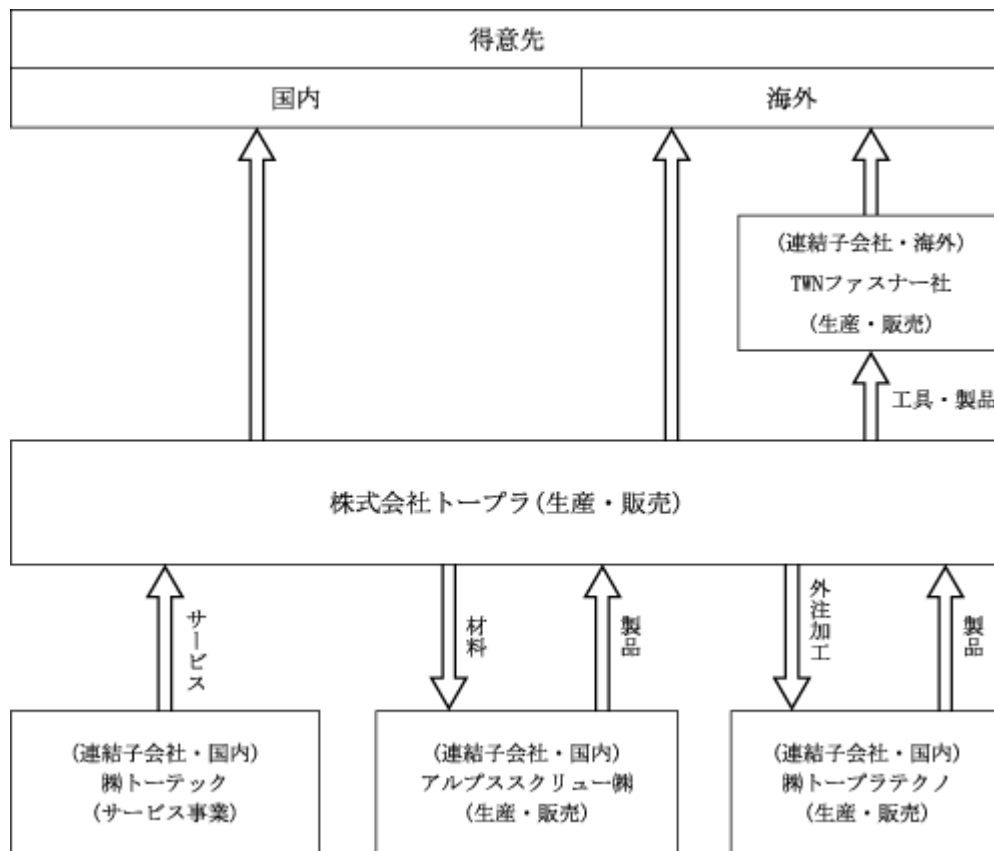 得意先
国内
海外
(連結子会社・海外)
TWNファスナー社
(生産・販売)
工具・製品
株式会社トープラ(生産・販売)
サービス
材料
製品
外注加工
製品
(連結子会社・国内)
㈱トーテック
(サービス事業)
(連結子会社・国内)
アルプススクリュー㈱
(生産・販売)
(連結子会社・国内)
㈱トープラテクノ
(生産・販売)